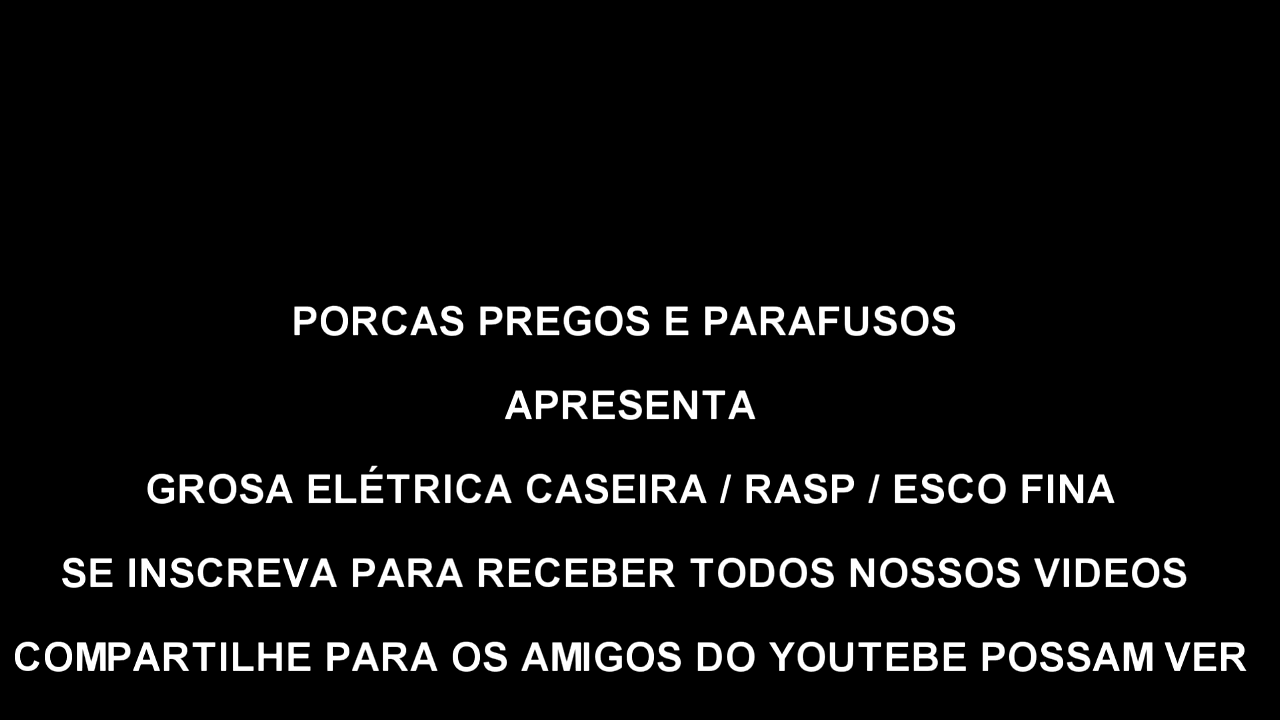 PORCAS PREGOS E PARAFUSOS
APRESENTA
GROSA ELÉTRICA CASEIRA / RASP / ESCO FINA
SE INSCREVA PARA RECEBER TODOS NOSSOS VIDEOS
COMPARTILHE PARA OS AMIGOS DO YOUTEBE POSSAM VER